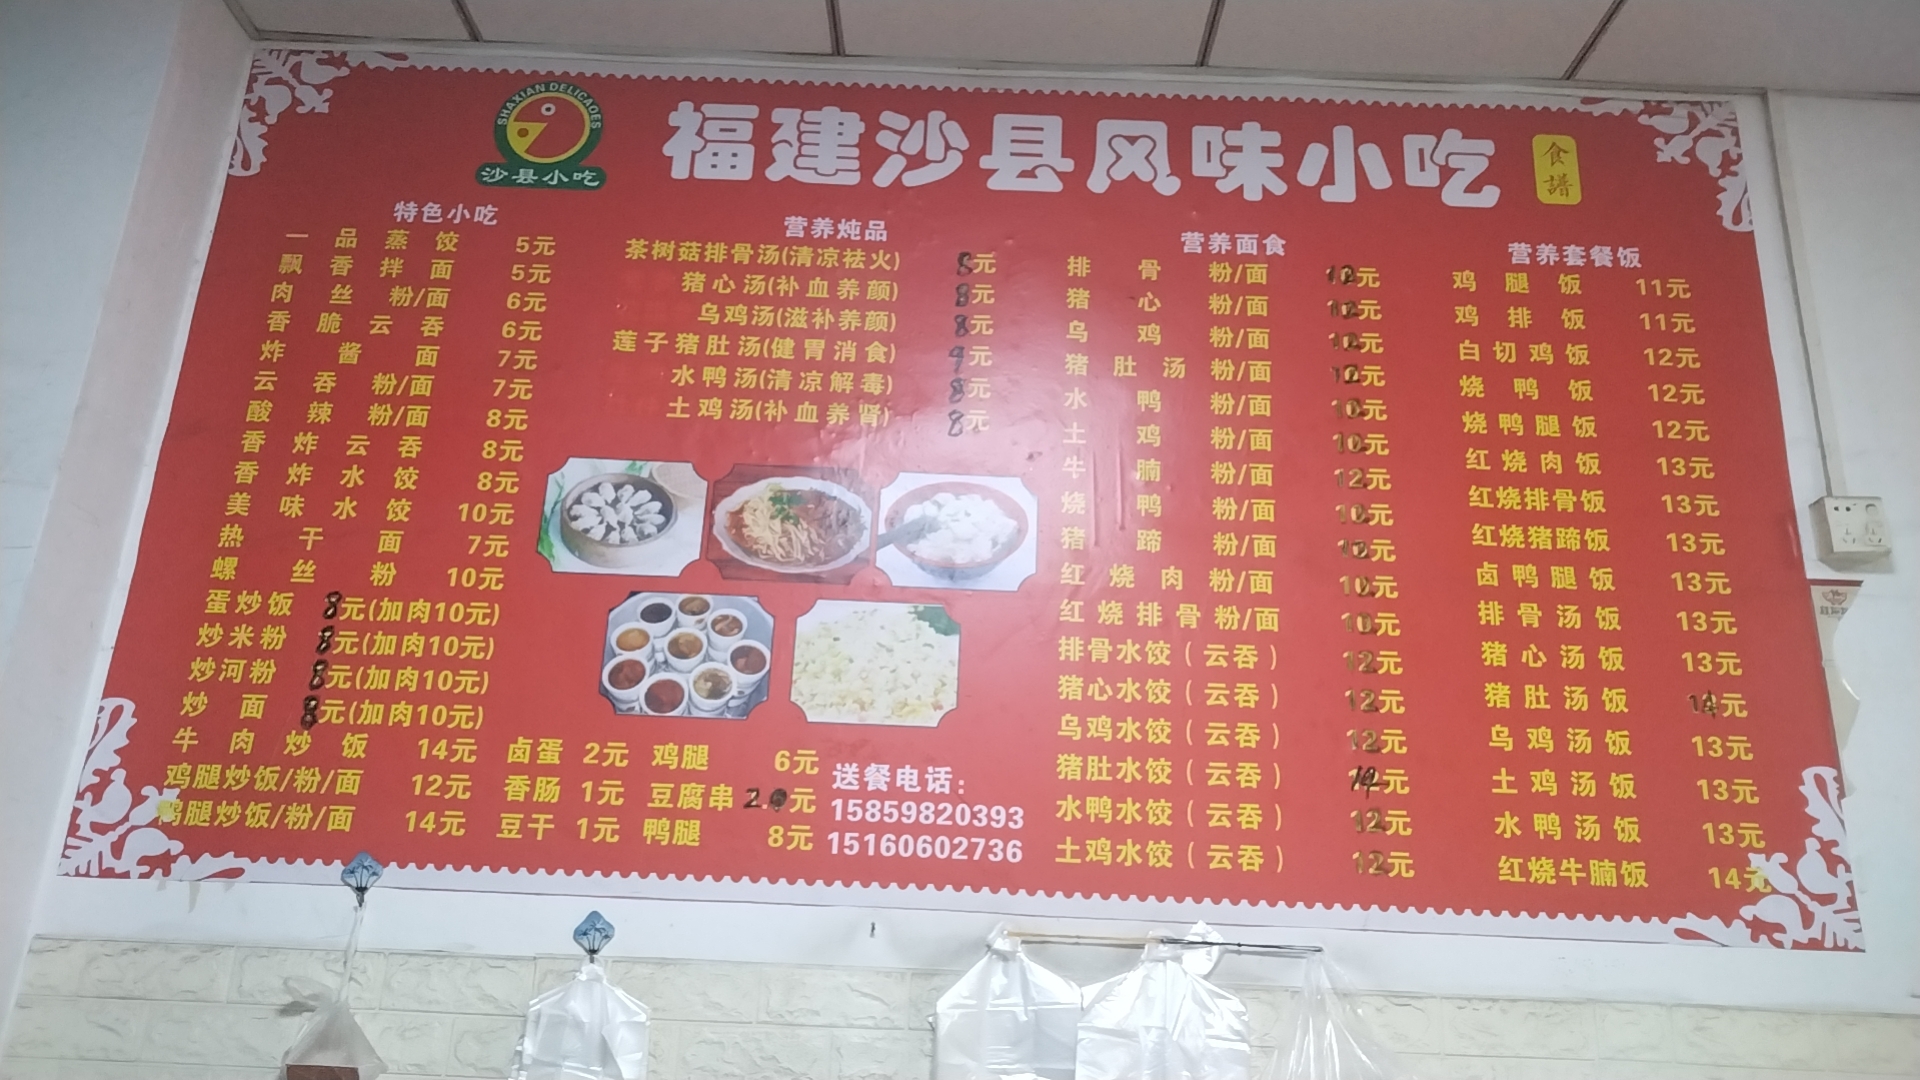 SHAXIAN DELICACIES
沙县小吃
福建沙县风味小吃
食譜
特色小吃
一品蒸饺 5元
飘香拌面 5元
肉丝粉/面 6元
香脆云吞 6元
炸酱面 7元
云吞粉/面 7元
酸辣粉/面 8元
香炸云吞 8元
香炸水饺 8元
美味水饺 10元
热干面 7元
螺丝粉 10元
蛋炒饭 8元(加肉10元)
炒米粉 8元(加肉10元)
炒河粉 8元(加肉10元)
炒面 8元(加肉10元)
牛肉炒饭 14元
鸡腿炒饭/粉/面 12元
鸭腿炒饭/粉/面 14元
卤蛋 2元 鸡腿 6元
香肠 1元 豆腐串 2.元
豆干 1元 鸭腿 8元
营养炖品
茶树菇排骨汤(清凉祛火) 8元
猪心汤(补血养颜) 8元
乌鸡汤(滋补养颜) 8元
莲子猪肚汤(健胃消食) 9元
水鸭汤(清凉解毒) 8元
土鸡汤(补血养肾) 8元
送餐电话：
15859820393
15160602736
营养面食
排骨粉/面 12元
猪心粉/面 12元
乌鸡粉/面 12元
猪肚汤粉/面 12元
水鸭粉/面 元
土鸡粉/面 元
牛腩粉/面 12元
烧鸭粉/面 元
猪蹄粉/面 元
红烧肉粉/面 元
红烧排骨粉/面 元
排骨水饺（云吞） 12元
猪心水饺（云吞） 12元
乌鸡水饺（云吞） 12元
猪肚水饺（云吞） 14元
水鸭水饺（云吞） 12元
土鸡水饺（云吞） 12元
营养套餐饭
鸡腿饭 11元
鸡排饭 11元
白切鸡饭 12元
烧鸭饭 12元
烧鸭腿饭 12元
红烧肉饭 13元
红烧排骨饭 13元
红烧猪蹄饭 13元
卤鸭腿饭 13元
排骨汤饭 13元
猪心汤饭 13元
猪肚汤饭 14元
乌鸡汤饭 13元
土鸡汤饭 13元
水鸭汤饭 13元
红烧牛腩饭 14元